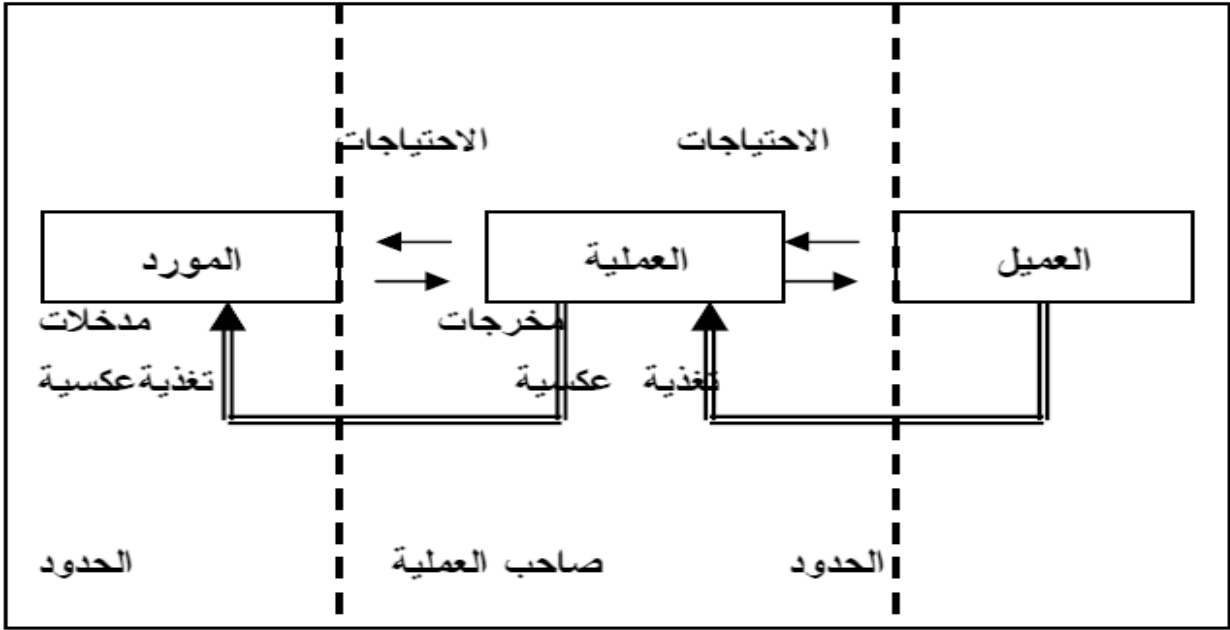 الاحتياجات الاحتياجات
العميل العملية المورد
مخرجات مدخلات
تغذية عكسية تغذية عكسية
الحدود صاحب العملية الحدود